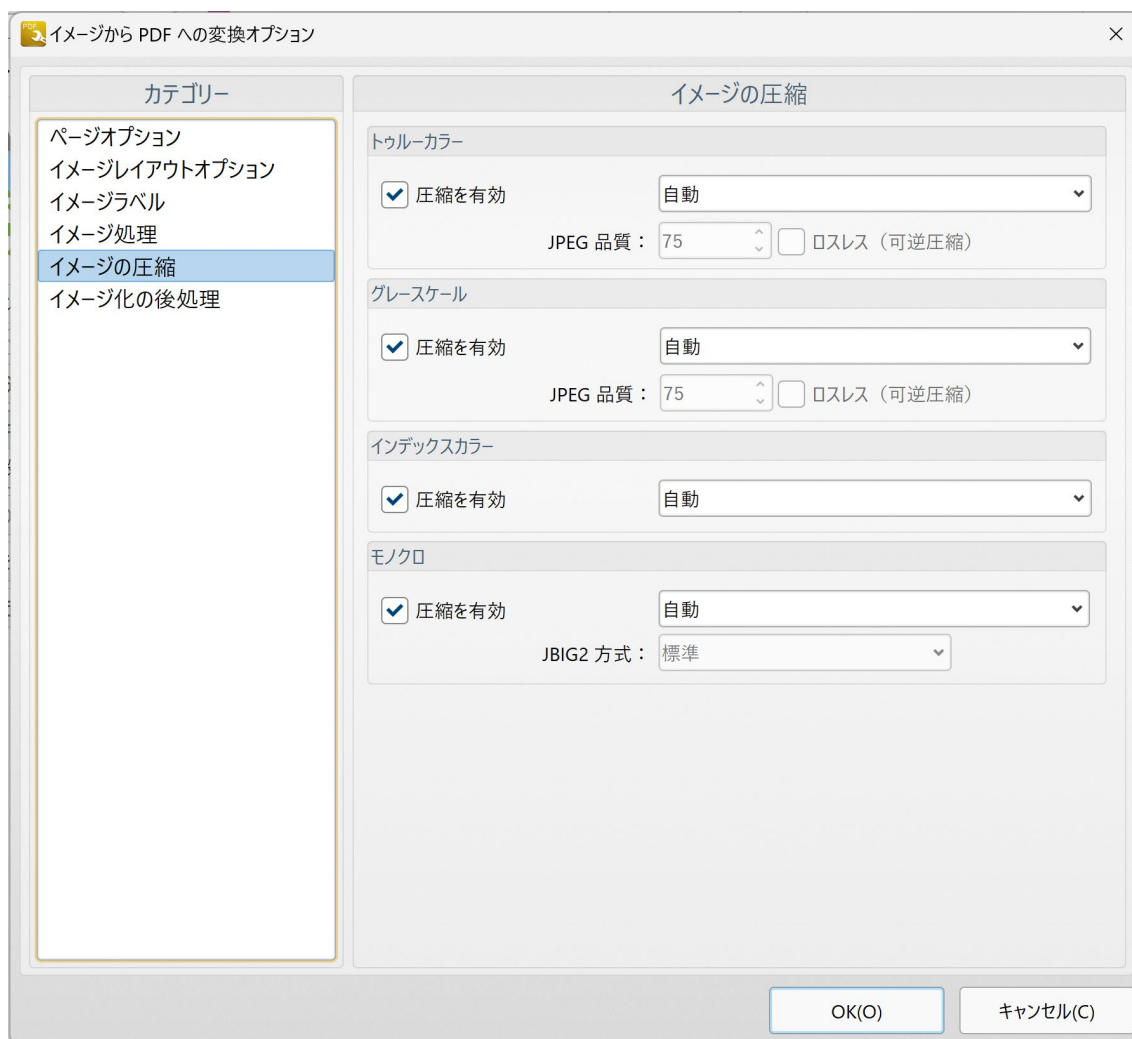 PDF
イメージから PDF への変換オプション
カテゴリー
ページオプション
イメージレイアウトオプション
イメージラベル
イメージ処理
イメージの圧縮
イメージ化の後処理
イメージの圧縮
トゥルーカラー
圧縮を有効 自動
JPEG 品質： 75 ロスレス（可逆圧縮）
グレースケール
圧縮を有効 自動
JPEG 品質： 75 ロスレス（可逆圧縮）
インデックスカラー
圧縮を有効 自動
モノクロ
圧縮を有効 自動
JBIG2 方式： 標準
OK(O) キャンセル(C)